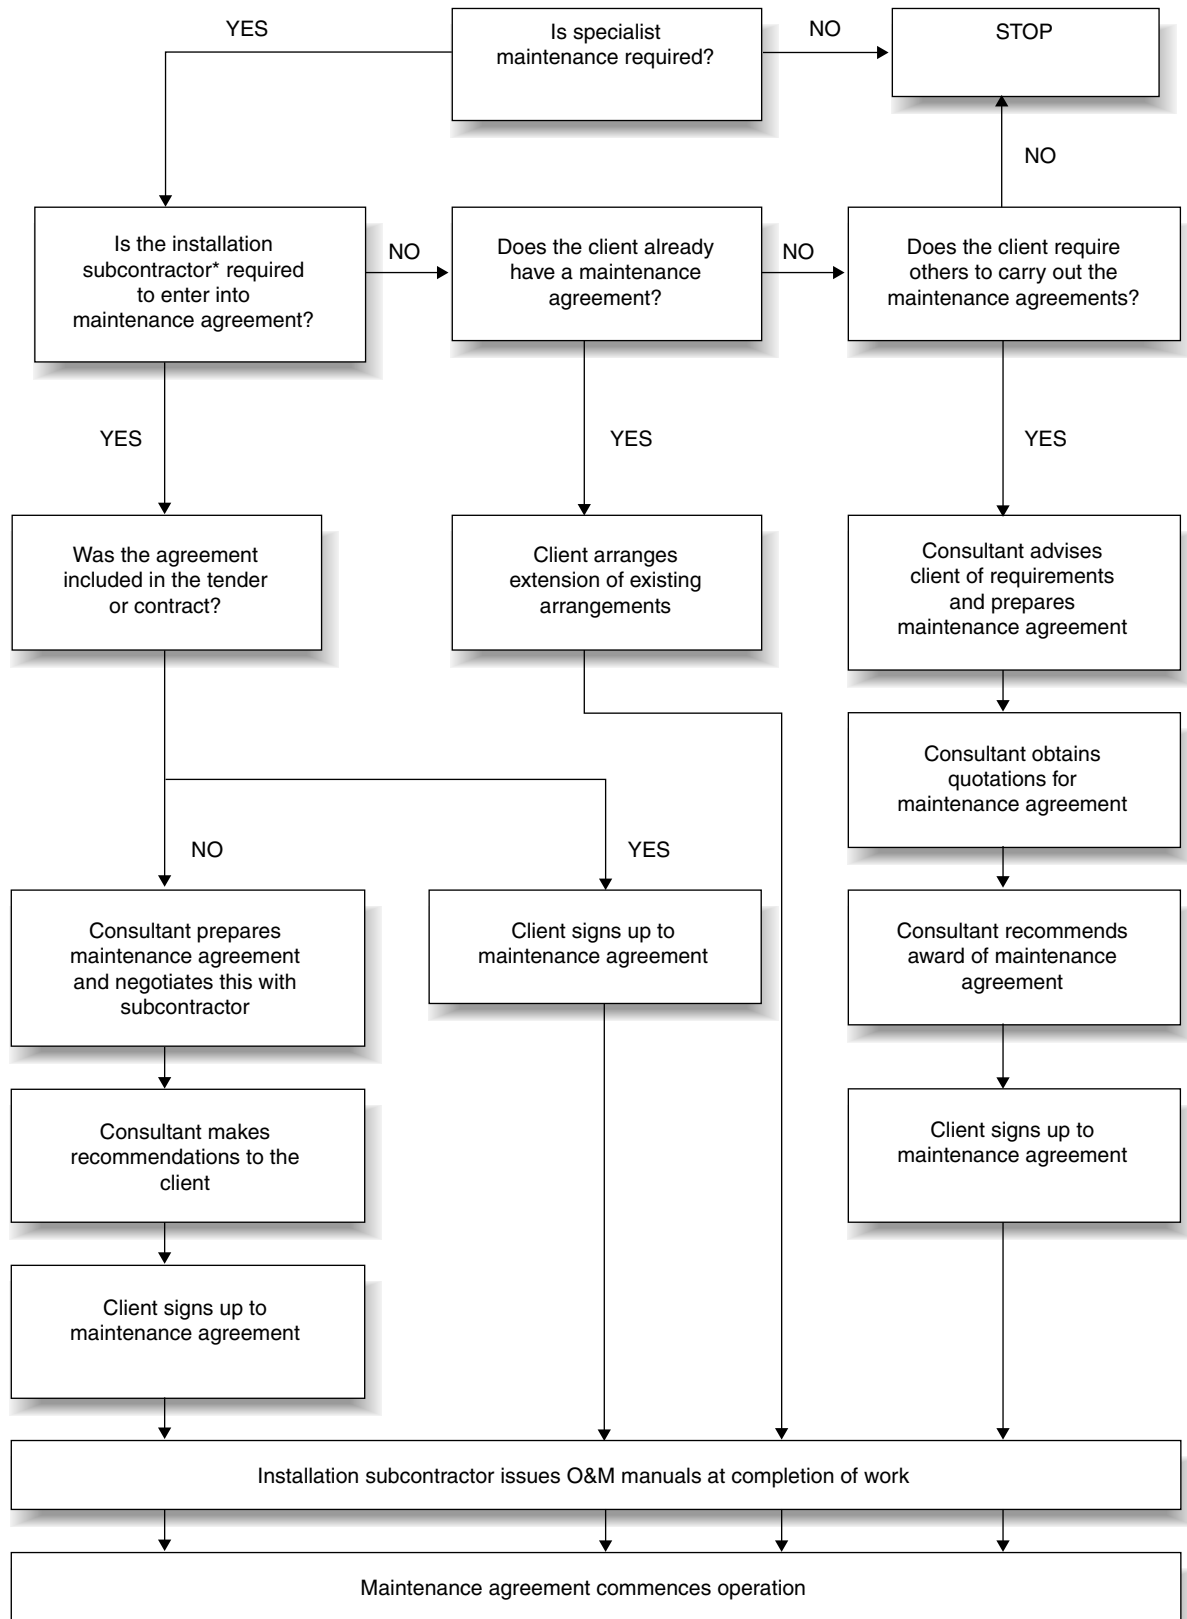 YES
Is specialist
maintenance required?
NO
STOP
NO
Is the installation
subcontractor* required
to enter into
maintenance agreement?
NO
Does the client already
have a maintenance
agreement?
NO
Does the client require
others to carry out the
maintenance agreements?
YES
YES
YES
Was the agreement
included in the tender
or contract?
Client arranges
extension of existing
arrangements
Consultant advises
client of requirements
and prepares
maintenance agreement
Consultant obtains
quotations for
maintenance agreement
NO
YES
Consultant prepares
maintenance agreement
and negotiates this with
subcontractor
Client signs up to
maintenance agreement
Consultant recommends
award of maintenance
agreement
Consultant makes
recommendations to the
client
Client signs up to
maintenance agreement
Client signs up to
maintenance agreement
Installation subcontractor issues O&M manuals at completion of work
Maintenance agreement commences operation